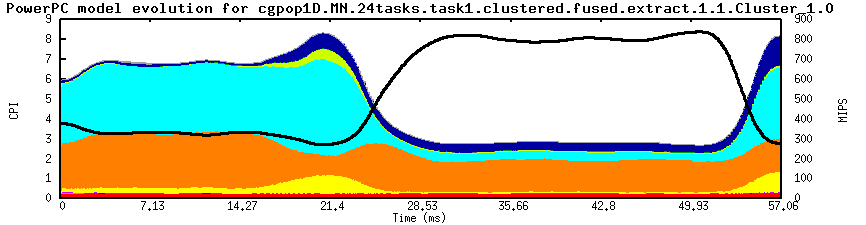 PowerPC model evolution for cgpop1D.MN.24tasks.task1.clustered.fused.extract.1.1.Cluster_1.0
9 900
8 800
7 700
6 600
5 500
CPI MIPS
4 400
3 300
2 200
1 100
0 0
0 7,13 14,27 21,4 28,53 35,66 42,8 49,93 57,06
Time (ms)